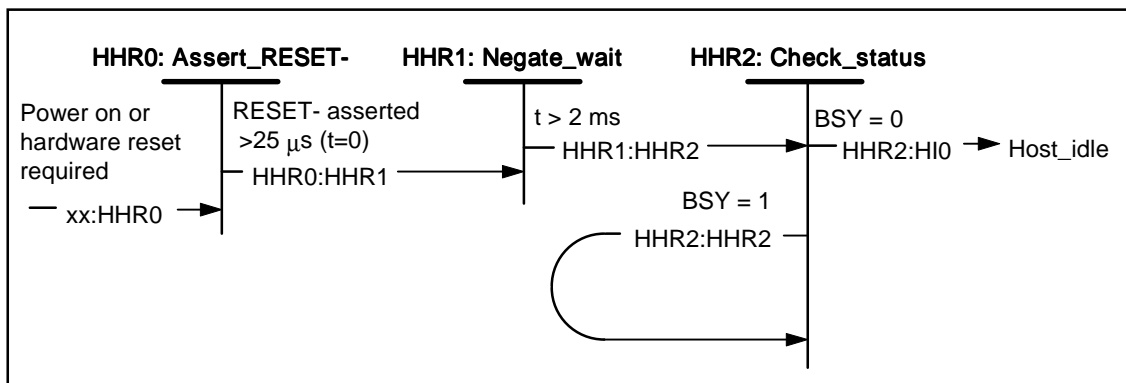 HHR0: Assert_RESET-
HHR1: Negate_wait
HHR2: Check_status
Power on or
hardware reset
required
xx:HHR0
RESET- asserted
>25 μs (t=0)
HHR0:HHR1
t > 2 ms
HHR1:HHR2
BSY = 0
HHR2:HI0
Host_idle
BSY = 1
HHR2:HHR2